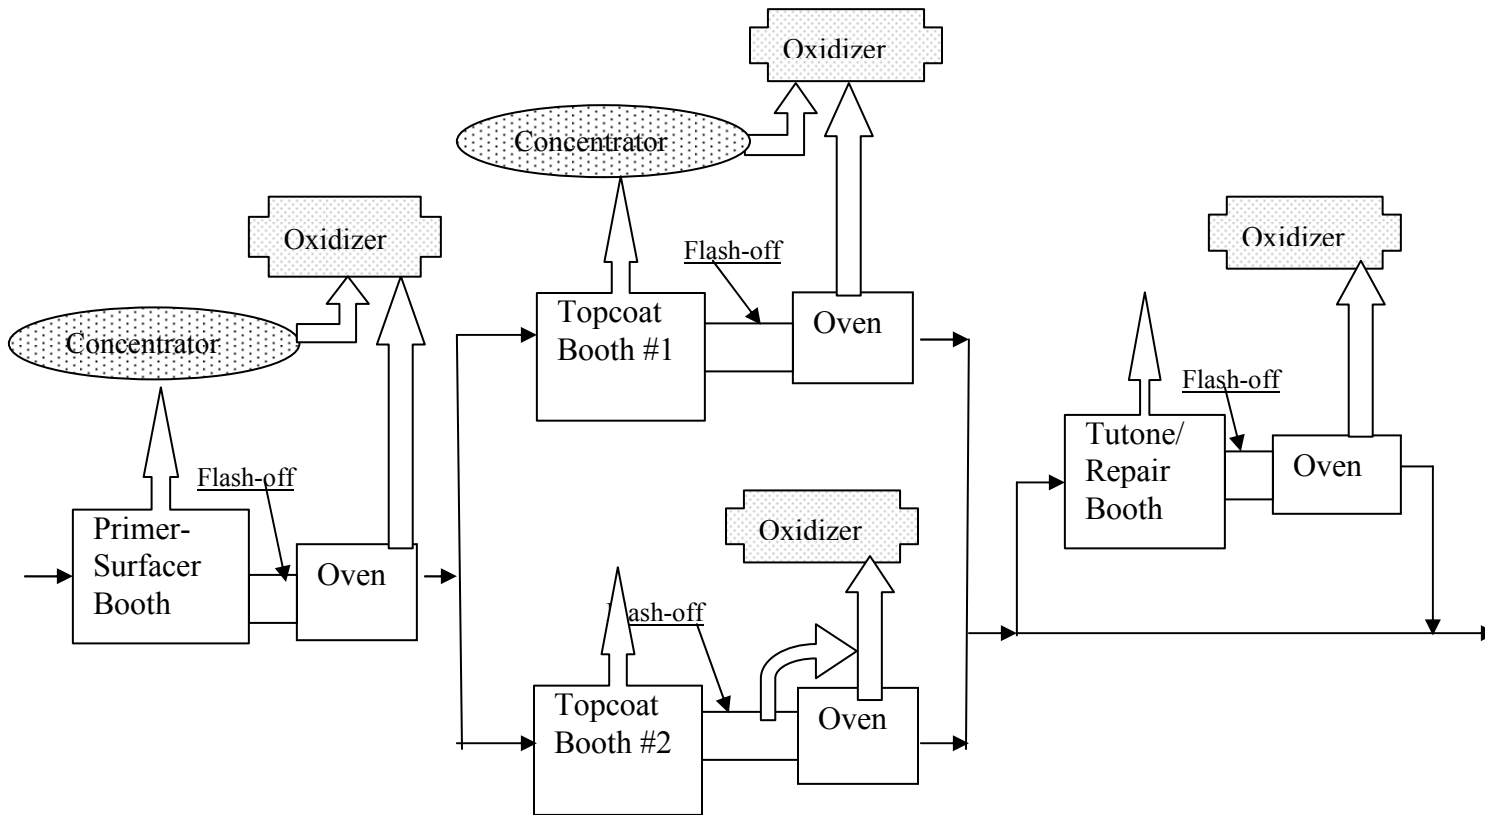 Oxidizer
Concentrator
Oxidizer
Oxidizer
Flash-off
Topcoat
Booth #1
Oven
Concentrator
Flash-off
Tutone/
Repair
Booth
Oven
Flash-off
Primer-
Surfacer
Booth
Oven
Oxidizer
ash-off
Topcoat
Booth #2
Oven